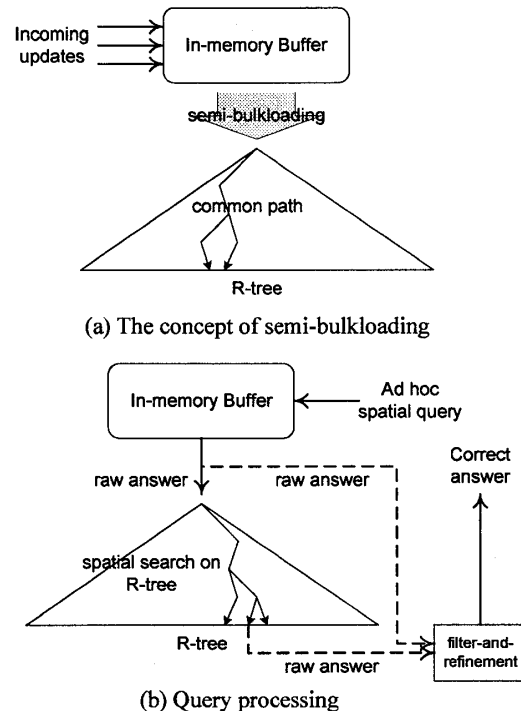 Incoming
updates
In-memory Buffer
semi-bulkloading
common path
R-tree
(a) The concept of semi-bulkloading
In-memory Buffer
Ad hoc
spatial query
Correct
answer
raw answer
raw answer
spatial search on
R-tree
R-tree
raw answer
filter-and-
refinement
(b) Query processing